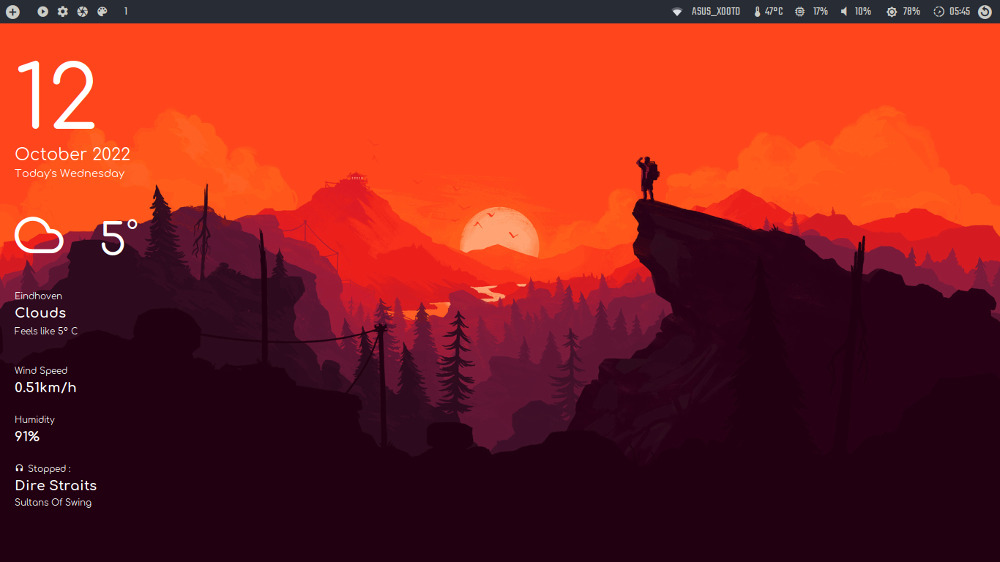 1
ASUS_XD0TD 47°C 17% 10% 78% 05:45
12
October 2022
Today's Wednesday
5°
Eindhoven
Clouds
Feels like 5° C
Wind Speed
0.51km/h
Humidity
91%
Stopped :
Dire Straits
Sultans Of Swing